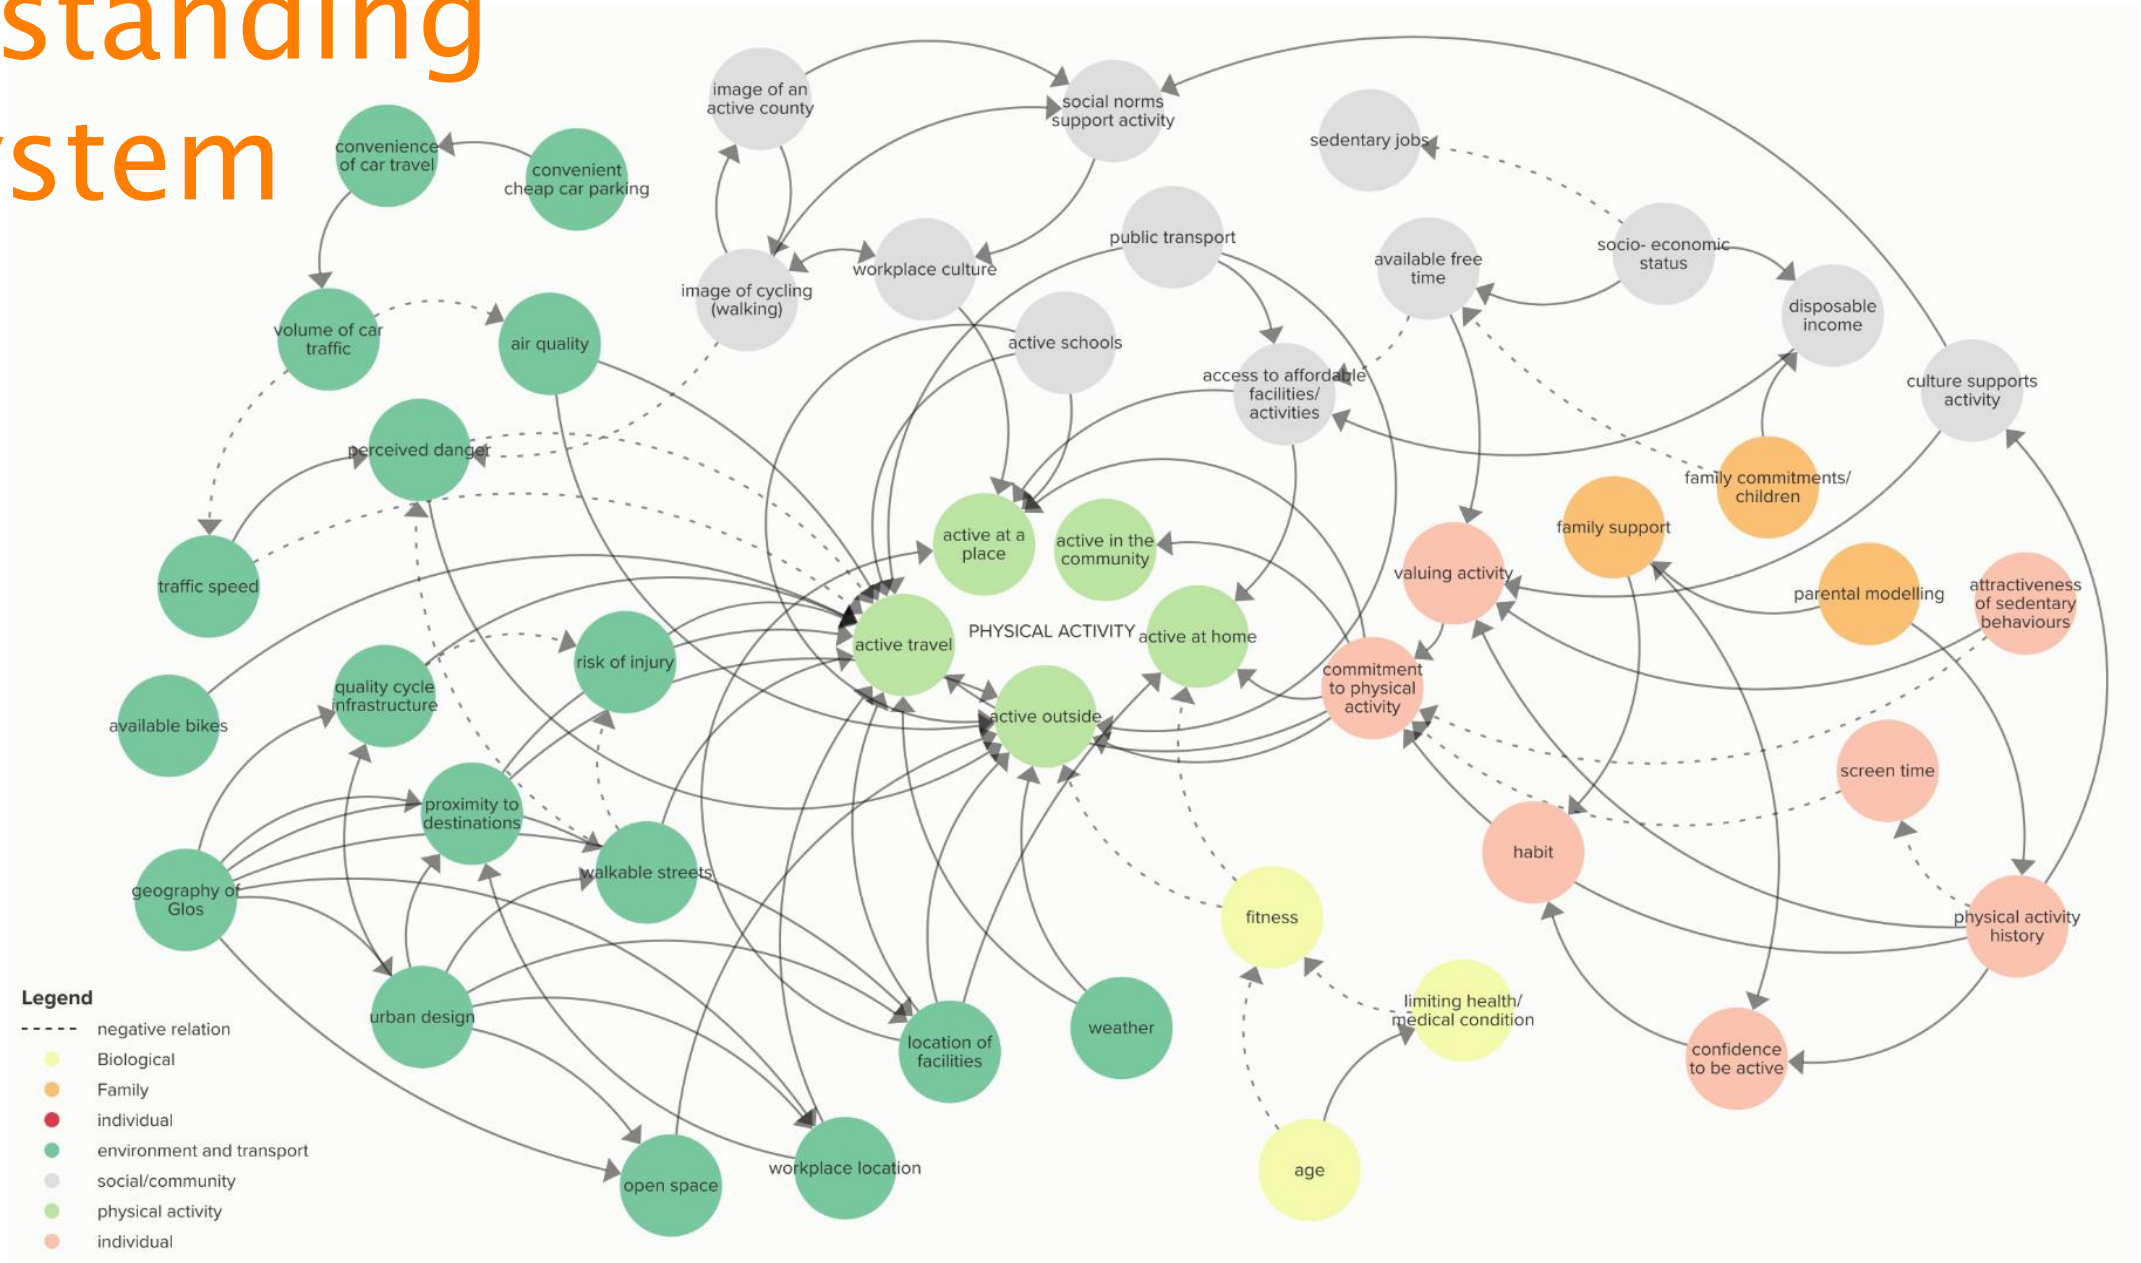 standing
ystem
image of an
active county
social norms
support activity
sedentary jobs
convenience
of car travel
convenient
cheap car parking
public transport
available free
time
socio- economic
status
workplace culture
image of cycling
(walking)
disposable
income
volume of car
traffic
air quality
active schools
access to affordable
facilities/
activities
culture supports
activity
perceived danger
family commitments/
children
family support
active at a
place
active in the
community
traffic speed
valuing activity
parental modelling
attractiveness
of sedentary
behaviours
PHYSICAL ACTIVITY
active at home
active travel
risk of injury
quality cycle
infrastructure
commitment
to physical
activity
available bikes
active outside
screen time
proximity to
destinations
habit
walkable streets
geography of
Glos
fitness
physical activity
history
urban design
location of
facilities
weather
limiting health/
medical condition
confidence
to be active
workplace location
open space
age
Legend
negative relation
Biological
Family
individual
environment and transport
social/community
physical activity
individual